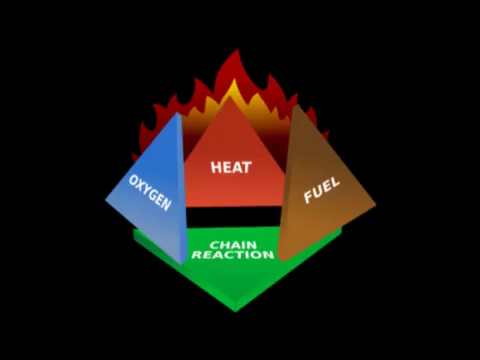 HEAT
OXYGEN
FUEL
CHAIN
REACTION